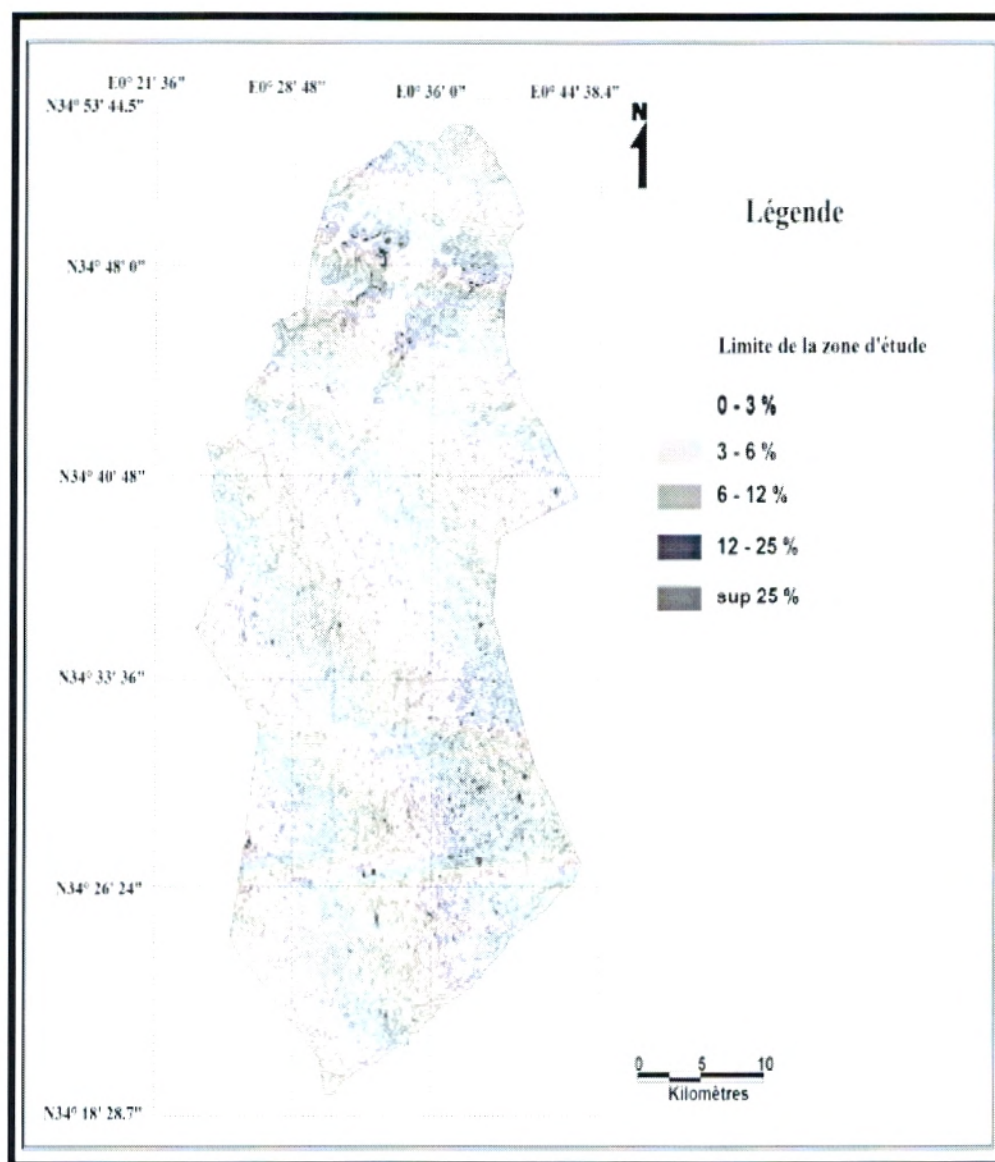 E0° 21' 36" E0° 28' 48" E0° 36' 0" E0° 44' 38.4"
N34° 53' 44.5"
N
Légende
N34° 48' 0"
Limite de la zone d'étude
0 - 3 %
3 - 6 %
N34° 40' 48"
6 - 12 %
12 - 25 %
sup 25 %
N34° 33' 36"
N34° 26' 24"
0 5 10
Kilomètres
N34° 18' 28.7"